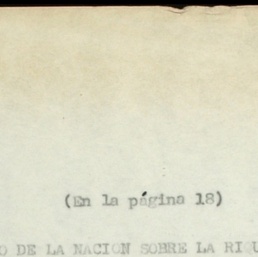 (En la página 18)
O DE LA NACION SOBRE LA RIQU